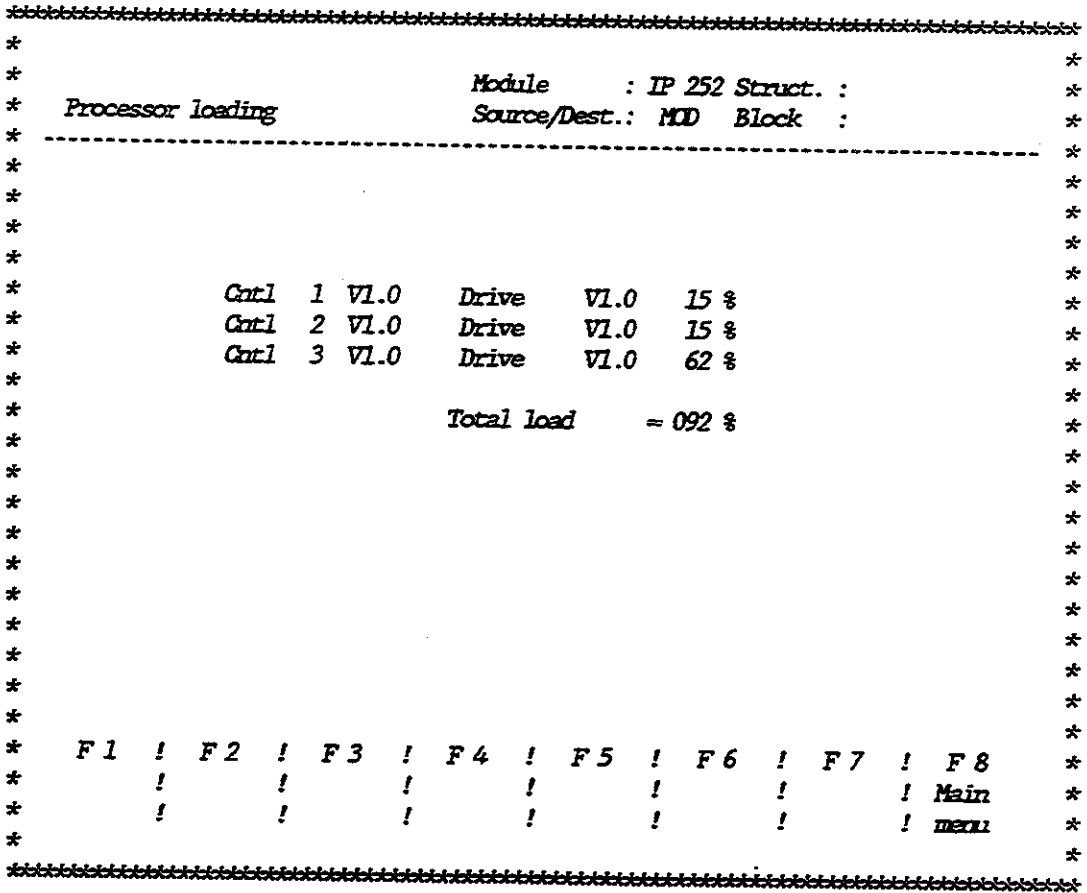 ********************************************************************************
* Module : IP 252 Struct. : *
* Processor loading Source/Dest.: MOD Block : *
* -------------------------------------------------------------------------------- *
* Cntl 1 V1.0 Drive V1.0 15 % *
* Cntl 2 V1.0 Drive V1.0 15 % *
* Cntl 3 V1.0 Drive V1.0 62 % *
* Total load = 092 % *
* F 1 ! F 2 ! F 3 ! F 4 ! F 5 ! F 6 ! F 7 ! F 8 *
* ! ! ! ! ! ! ! Main *
* ! ! ! ! ! ! ! menu *
********************************************************************************